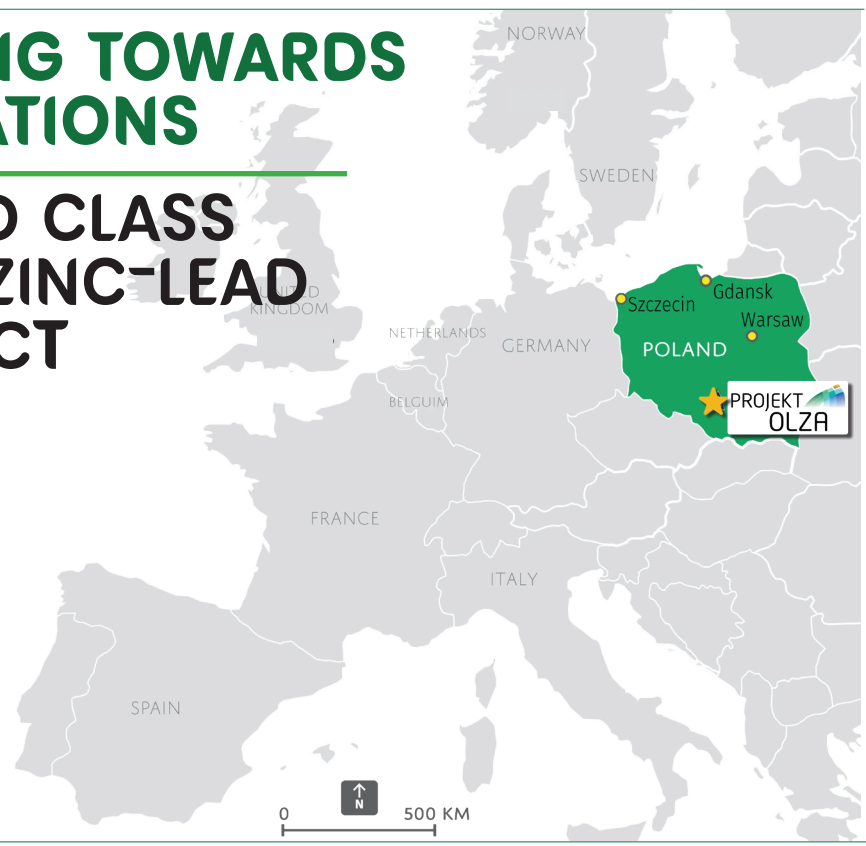 NG TOWARDS
ATIONS
D CLASS
ZINC-LEAD
CT
NORWAY
SWEDEN
UNITED
KINGDOM
NETHERLANDS
GERMANY
BELGUIM
Szczecin
Gdansk
Warsaw
POLAND
PROJEKT
OLZA
FRANCE
ITALY
SPAIN
N
0 500 KM